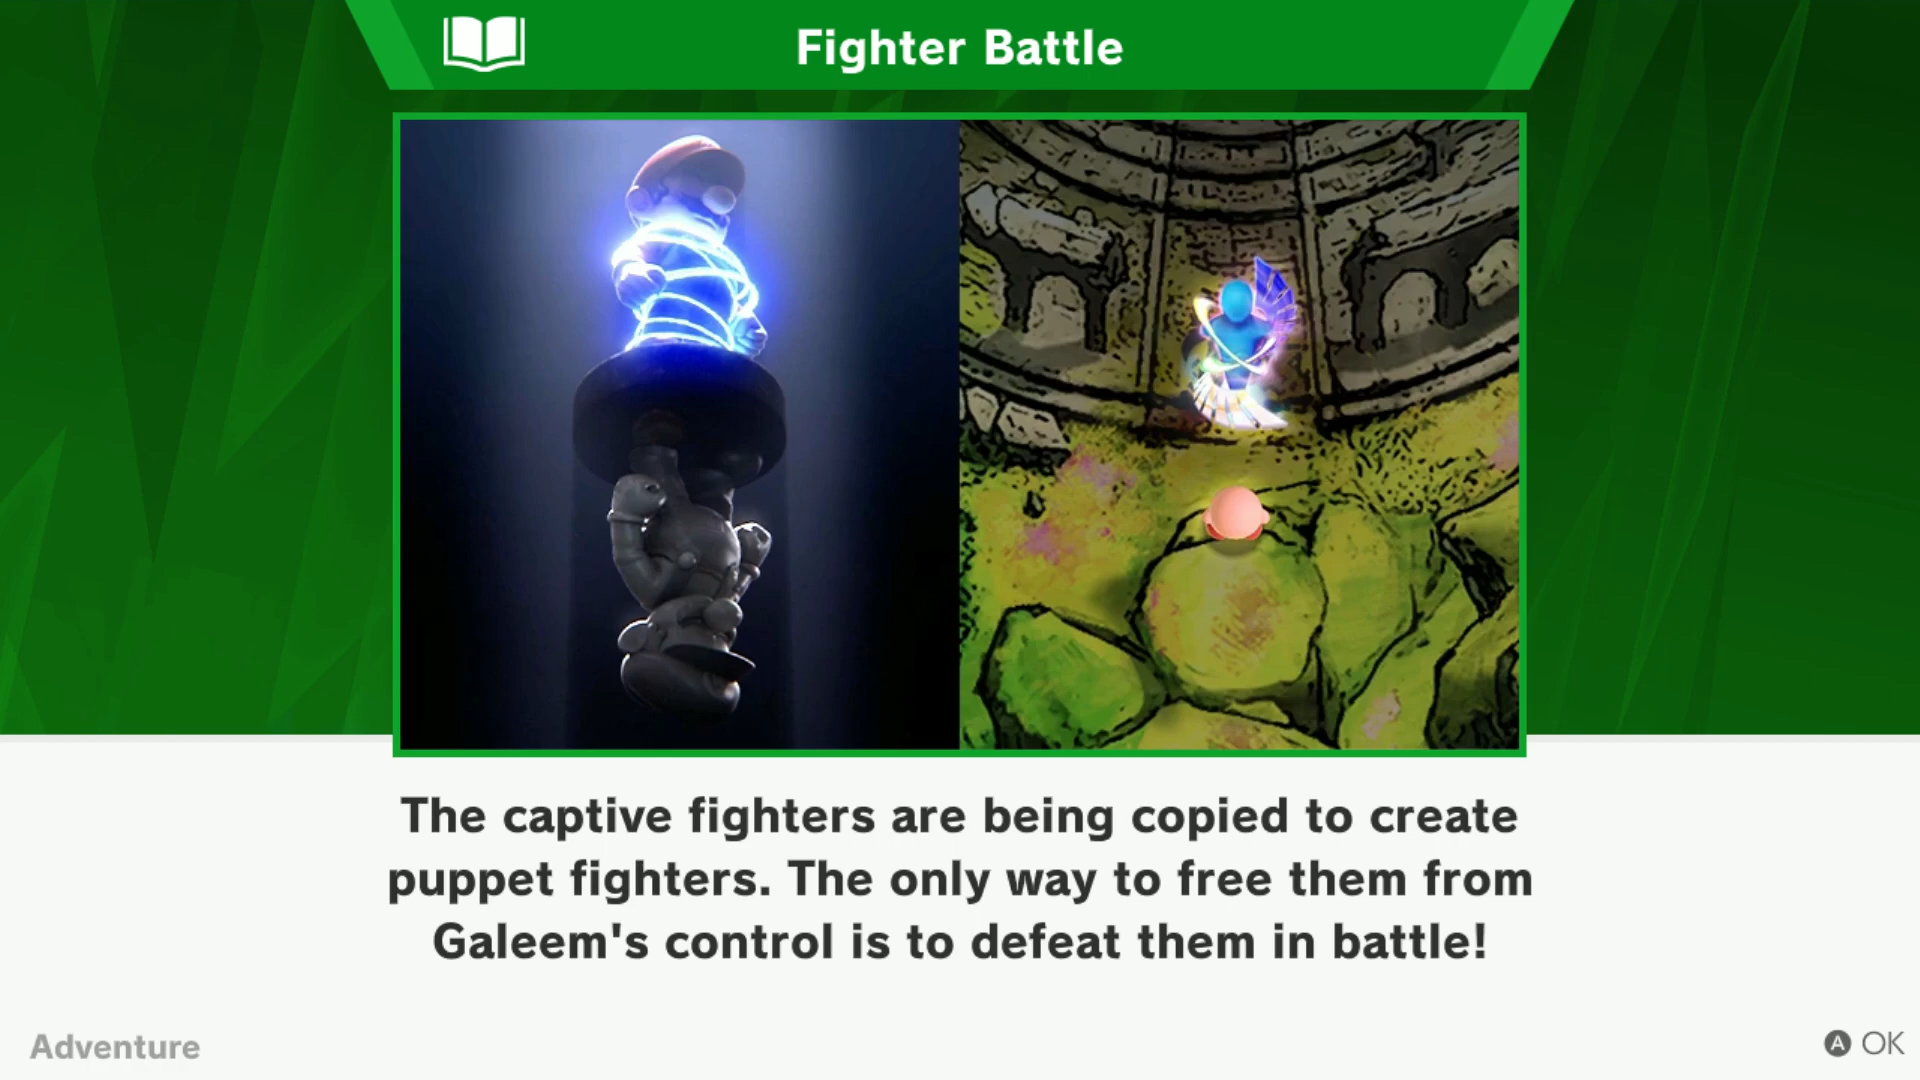 Fighter Battle
The captive fighters are being copied to create
puppet fighters. The only way to free them from
Galeem's control is to defeat them in battle!
Adventure
A OK